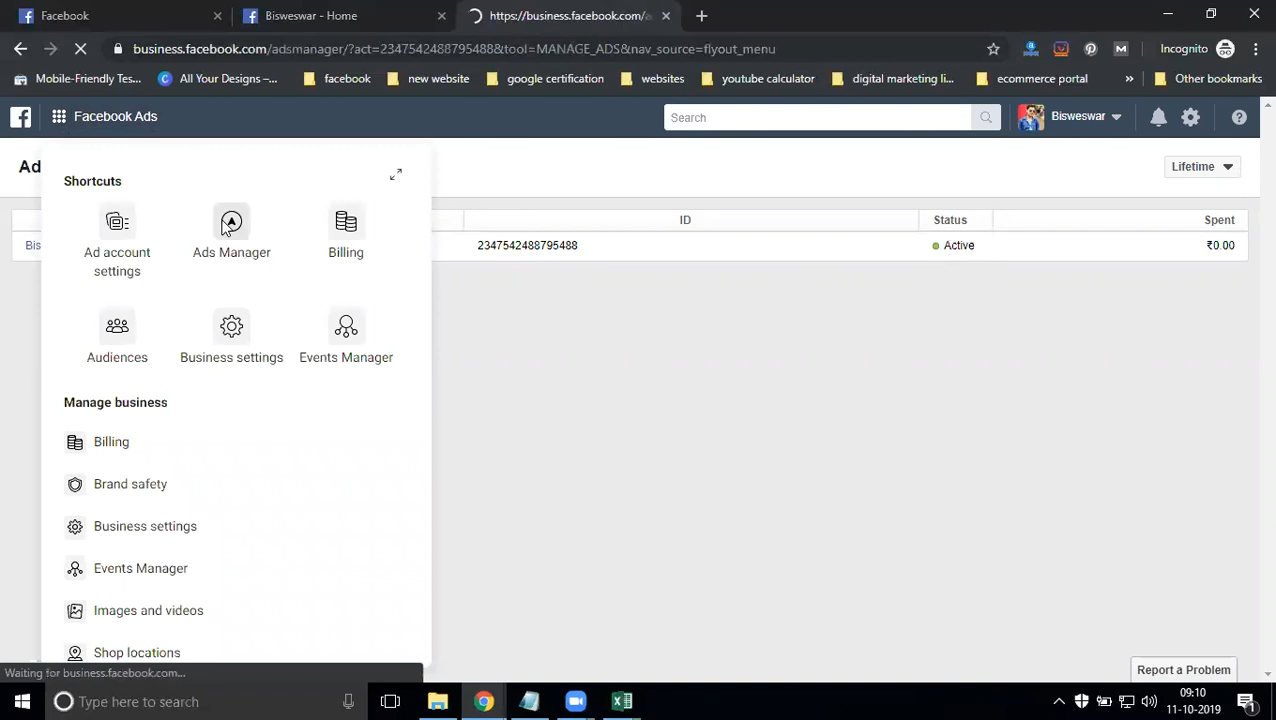 Facebook
Bisweswar - Home
https://business.facebook.com/a
business.facebook.com/adsmanager/?act=2347542488795488&tool=MANAGE_ADS&nav_source=flyout_menu
Incognito
Mobile-Friendly Tes...
All Your Designs –...
facebook
new website
google certification
websites
youtube calculator
digital marketing li...
ecommerce portal
»
Other bookmarks
Facebook Ads
Search
Bisweswar
Ad
Lifetime
Shortcuts
ID
Status
Spent
Bis
2347542488795488
Active
₹0.00
Ad account
settings
Ads Manager
Billing
Audiences
Business settings
Events Manager
Manage business
Billing
Brand safety
Business settings
Events Manager
Images and videos
Shop locations
Waiting for business.facebook.com...
Report a Problem
Type here to search
09:10
11-10-2019
1